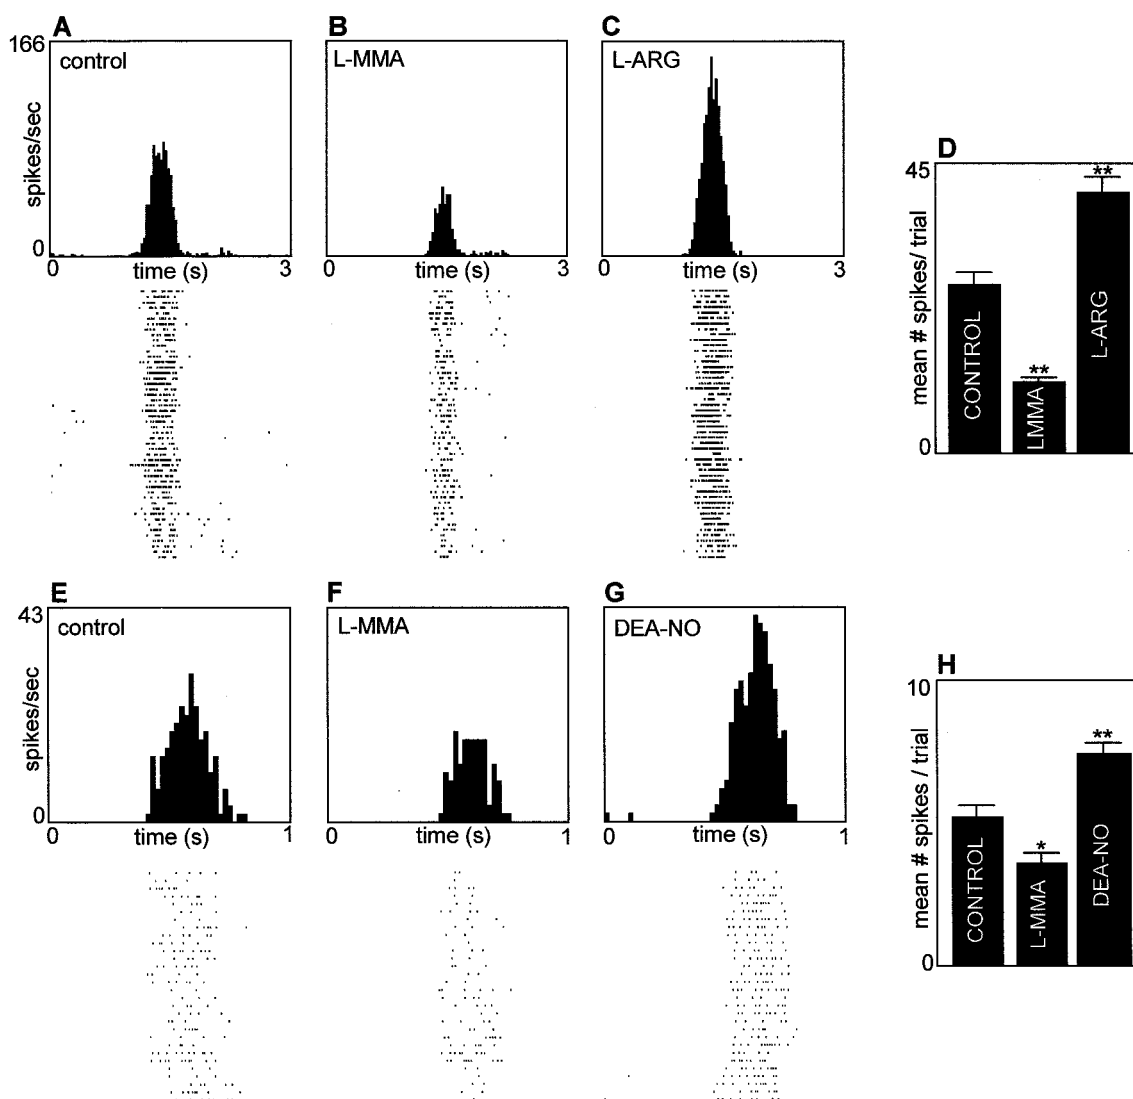 A
B
C
166
control
L-MMA
L-ARG
spikes/sec
0
0
time (s)
3
0
time (s)
3
0
time (s)
3
D
45
mean # spikes/ trial
0
**
**
CONTROL
LMMA
L-ARG
E
F
G
43
control
L-MMA
DEA-NO
spikes/sec
0
0
time (s)
1
0
time (s)
1
0
time (s)
1
H
10
mean # spikes / trial
0
*
**
CONTROL
L-MMA
DEA-NO